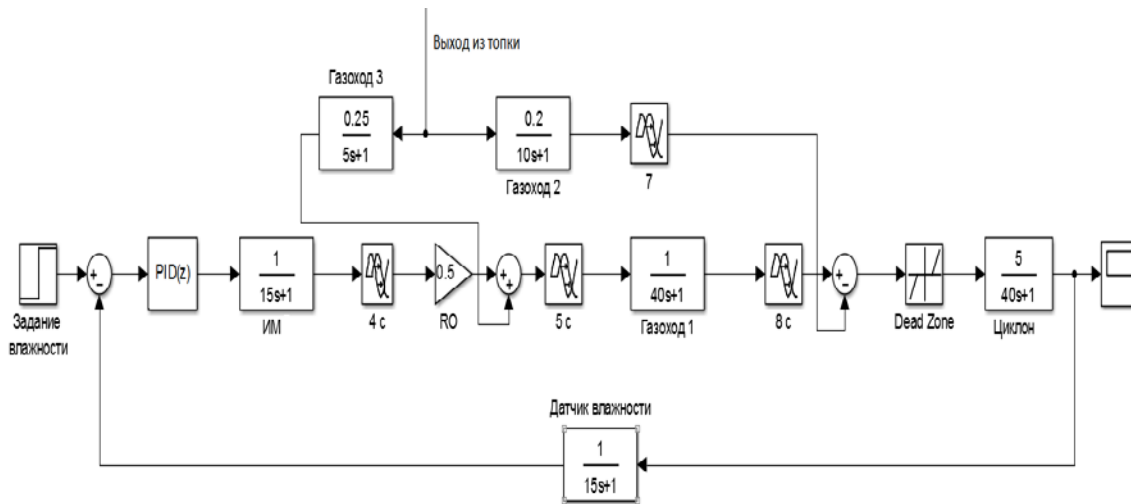 Выход из топки
Газоход 3
0.25
5s+1
0.2
10s+1
Газоход 2
7
+
−
PID(z)
1
15s+1
ИМ
4 с
0.5
RO
+
+
5 с
1
40s+1
Газоход 1
8 с
+
−
Dead Zone
5
40s+1
Циклон
Задание
влажности
Датчик влажности
1
15s+1